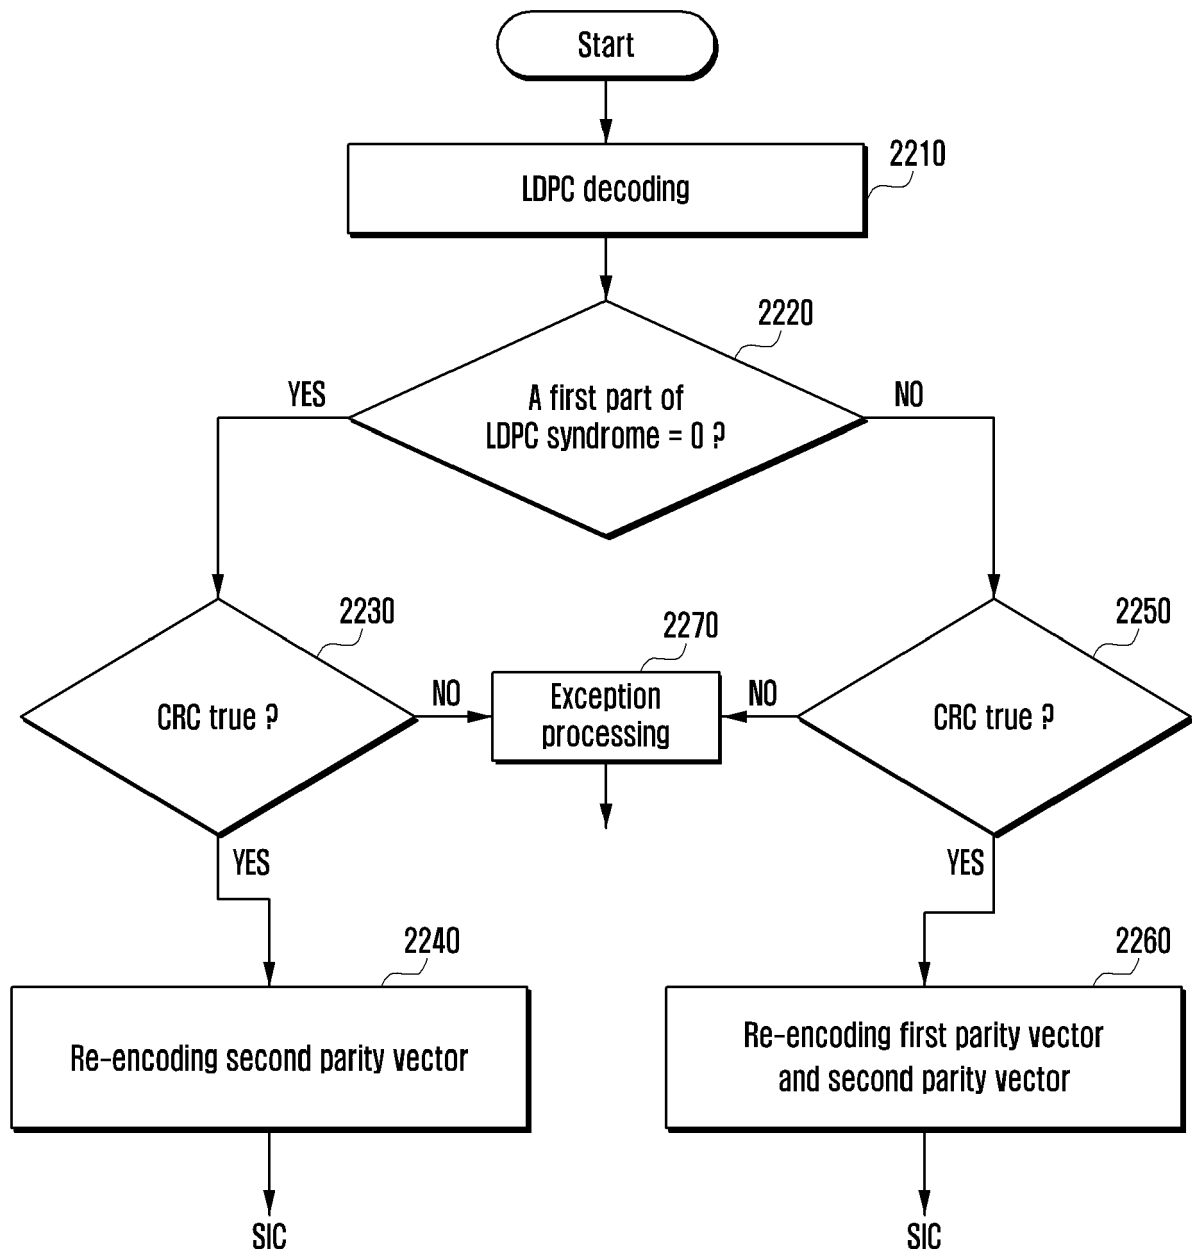 Start
2210
LDPC decoding
2220
YES
NO
A first part of
LDPC syndrome = 0 ?
2230
2270
2250
CRC true ?
NO
Exception
processing
NO
CRC true ?
YES
YES
2240
2260
Re-encoding second parity vector
Re-encoding first parity vector
and second parity vector
SIC
SIC